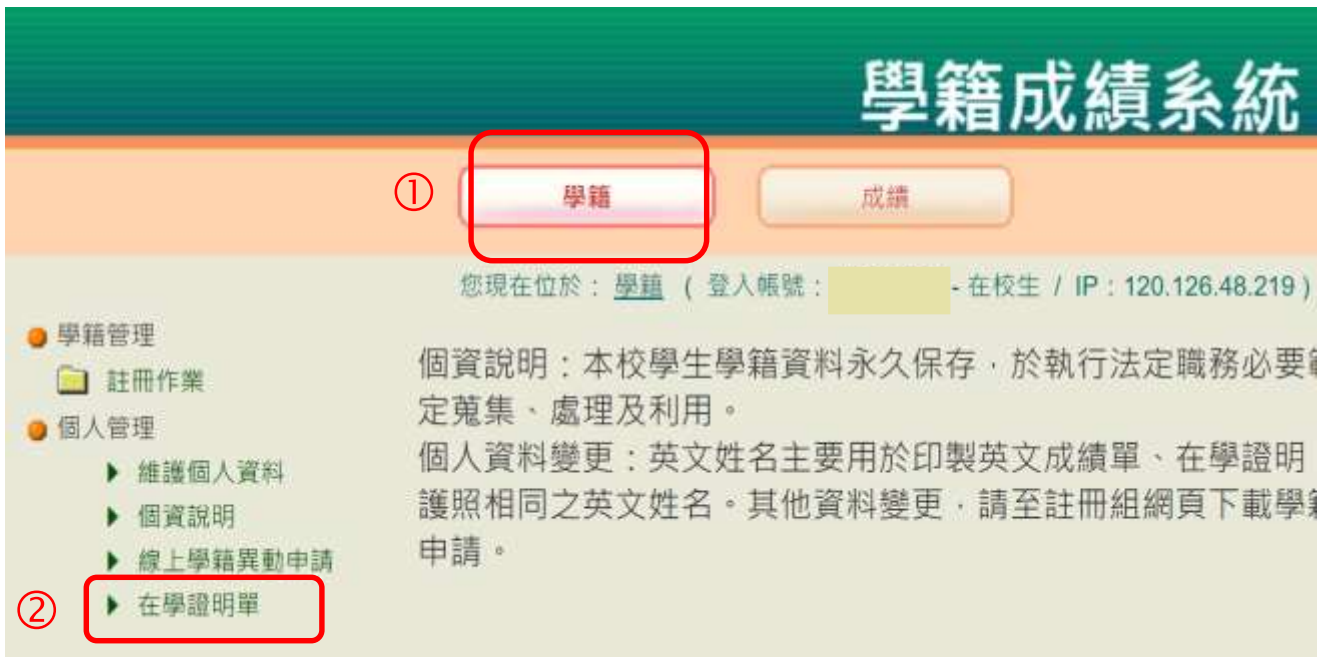 學籍成績系統
① 學籍 成績
您現在位於：學籍 ( 登入帳號： - 在校生 / IP：120.126.48.219 )
學籍管理
註冊作業
個人管理
維護個人資料
個資說明
線上學籍異動申請
② 在學證明單
個資說明：本校學生學籍資料永久保存，於執行法定職務必要範
定蒐集、處理及利用。
個人資料變更：英文姓名主要用於印製英文成績單、在學證明
護照相同之英文姓名。其他資料變更，請至註冊組網頁下載學籍
申請。